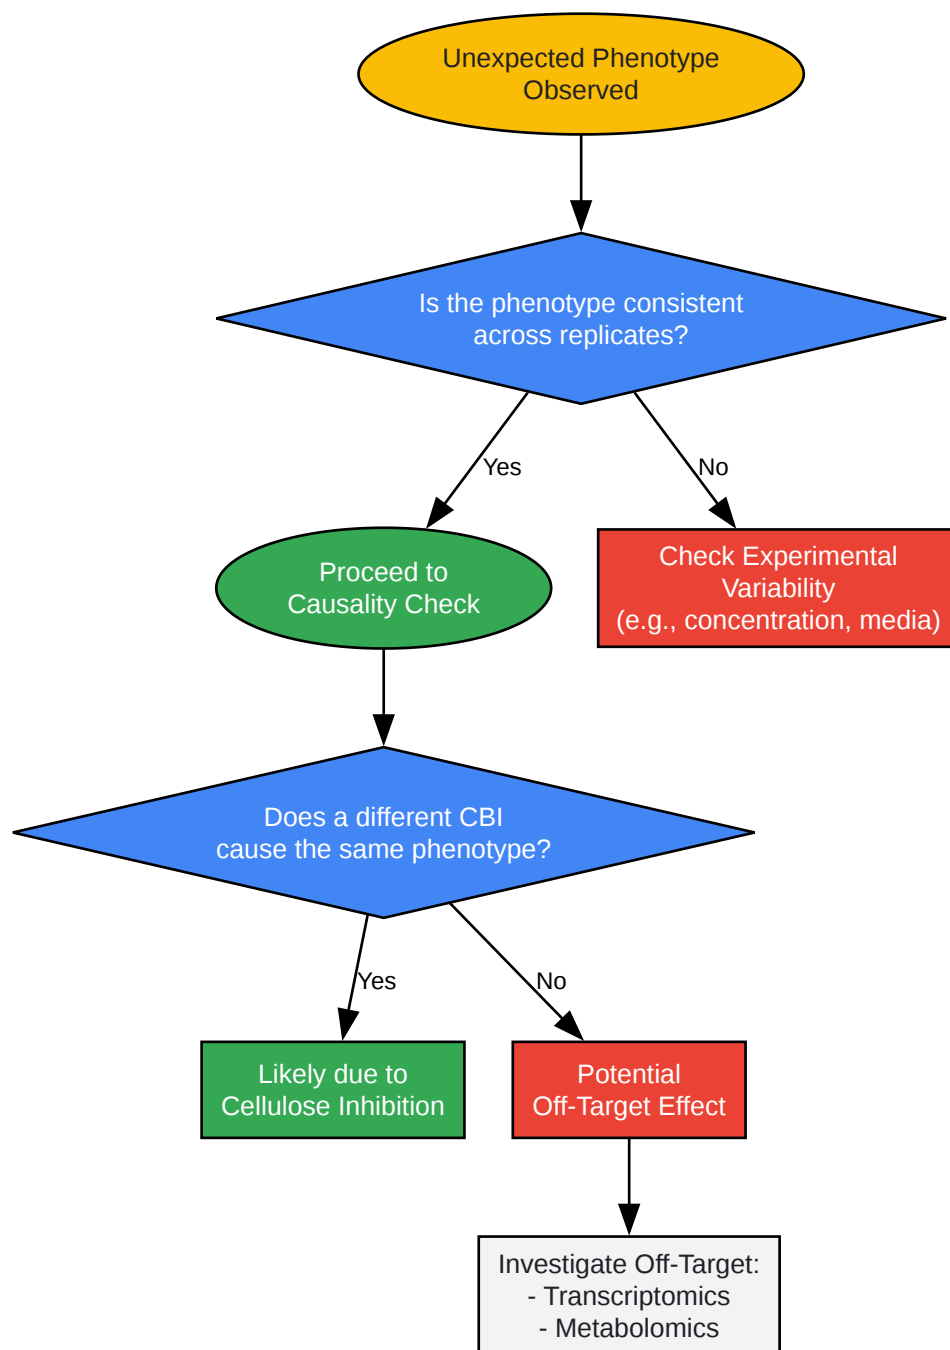 Unexpected Phenotype
Observed
Is the phenotype consistent
across replicates?
Yes
No
Proceed to
Causality Check
Check Experimental
Variability
(e.g., concentration, media)
Does a different CBI
cause the same phenotype?
Yes
No
Likely due to
Cellulose Inhibition
Potential
Off-Target Effect
Investigate Off-Target:
- Transcriptomics
- Metabolomics